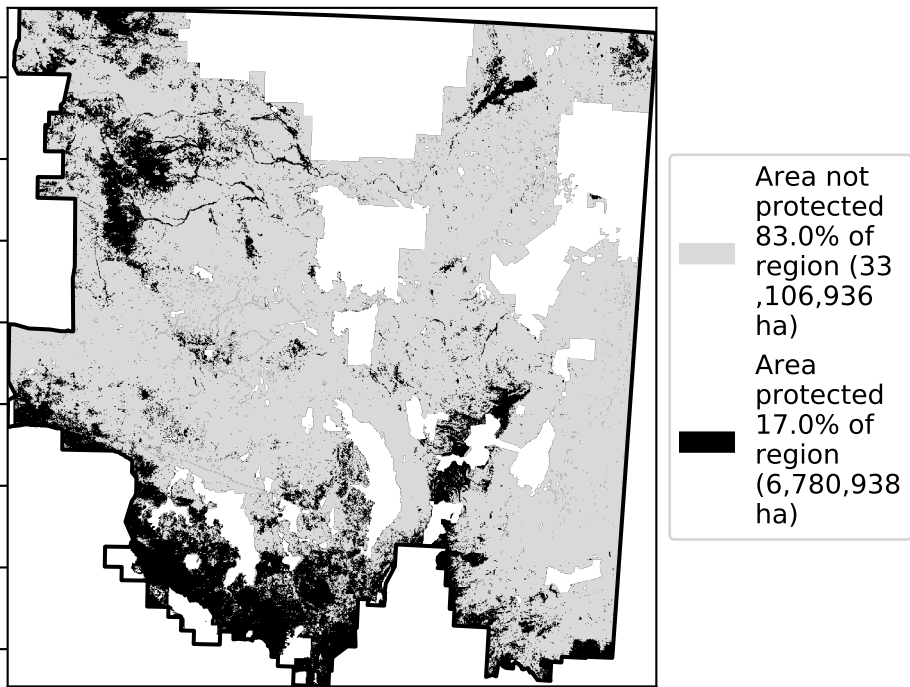 Area not
protected
83.0% of
region (33
,106,936
ha)
Area
protected
17.0% of
region
(6,780,938
ha)